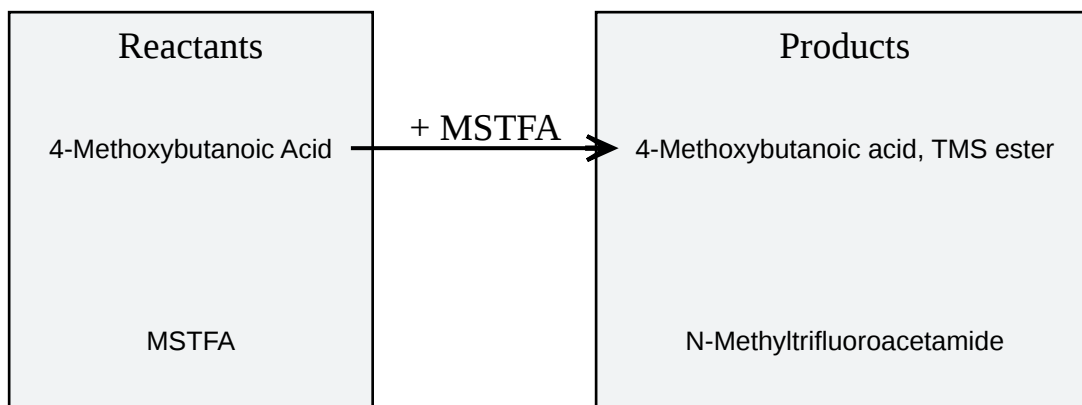 Reactants
Products
+ MSTFA
4-Methoxybutanoic Acid
4-Methoxybutanoic acid, TMS ester
MSTFA
N-Methyltrifluoroacetamide